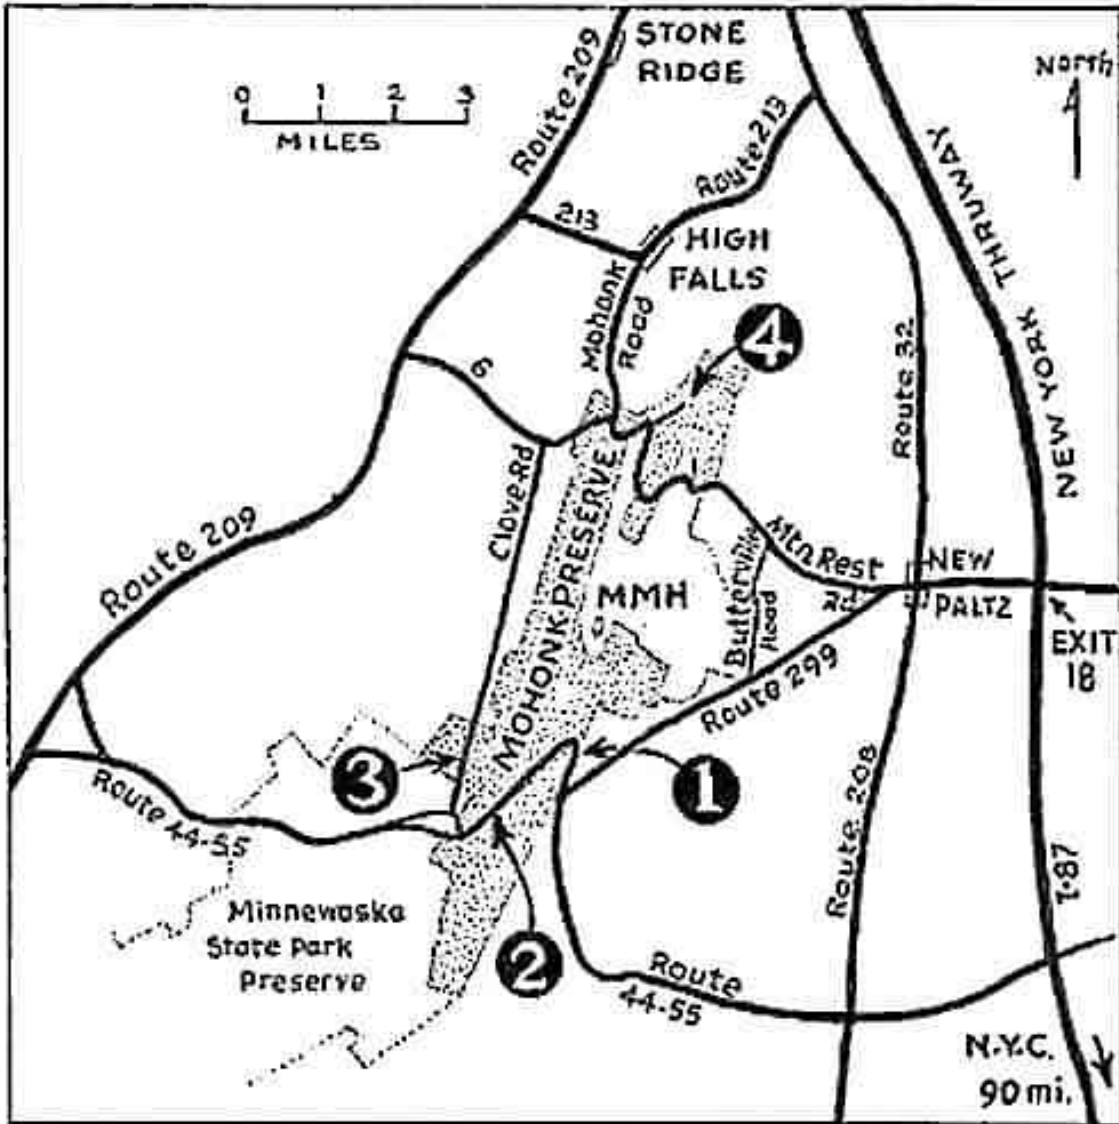 STONE
RIDGE
North
0 1 2 3
MILES
Route 209
Route 213
213
HIGH
FALLS
NEW YORK THRUWAY
Mohonk
Road
4
6
Route 32
Clove Rd
MOHONK PRESERVE
Route 209
Mtn. Rest
Rd.
NEW
PALTZ
MMH
Butterville
Road
EXIT
18
Route 299
3
1
Route 44-55
Route 208
I-87
Minnewaska
State Park
Preserve
2
Route
44-55
N.Y.C.
90 mi.